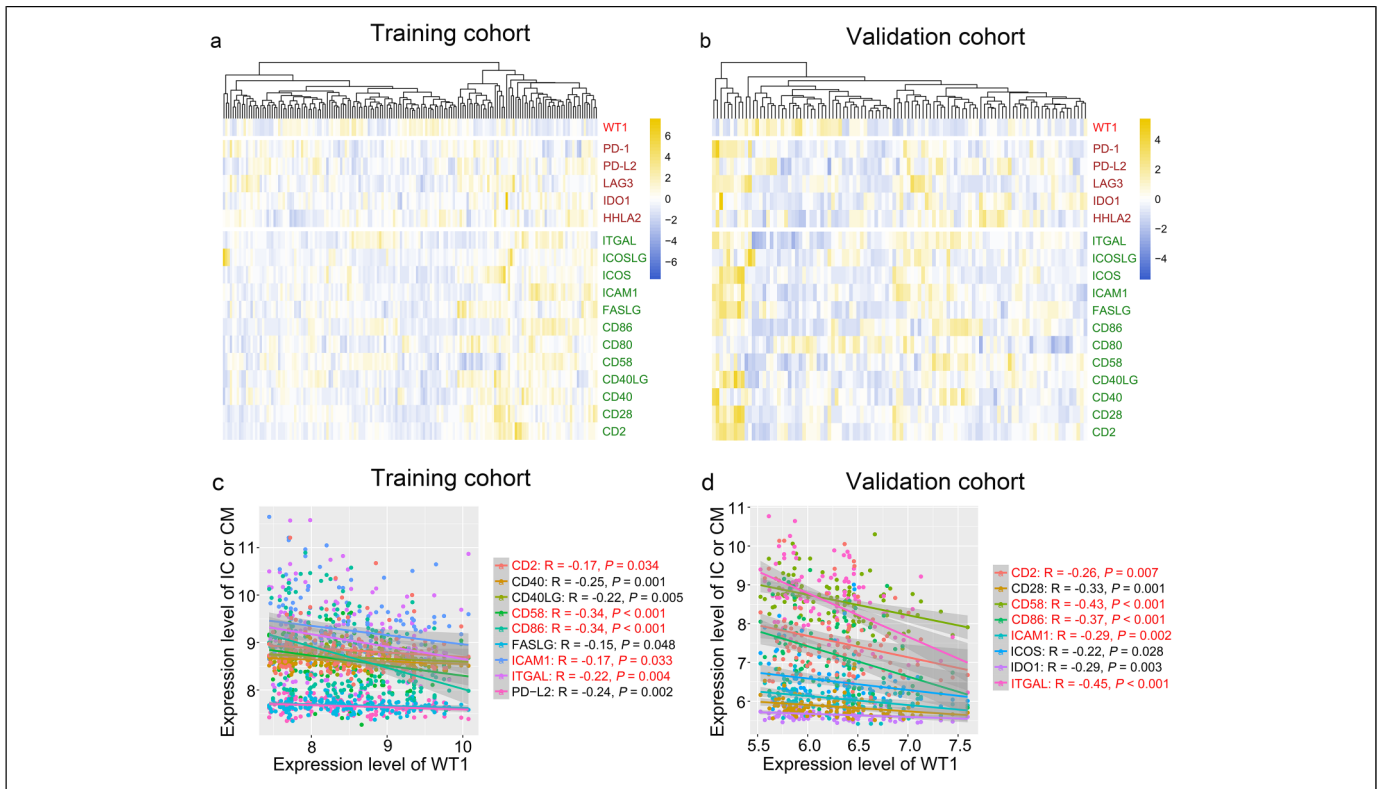 a
Training cohort
WT1
PD-1
PD-L2
LAG3
IDO1
HHLA2
ITGAL
ICOSLG
ICOS
ICAM1
FASLG
CD86
CD80
CD58
CD40LG
CD40
CD28
CD2
6
4
2
0
−2
−4
−6
b
Validation cohort
WT1
PD-1
PD-L2
LAG3
IDO1
HHLA2
ITGAL
ICOSLG
ICOS
ICAM1
FASLG
CD86
CD80
CD58
CD40LG
CD40
CD28
CD2
4
2
0
−2
−4
c
Training cohort
Expression level of IC or CM
11
10
9
8
8
9
10
Expression level of WT1
CD2: R = -0.17, P = 0.034
CD40: R = -0.25, P = 0.001
CD40LG: R = -0.22, P = 0.005
CD58: R = -0.34, P < 0.001
CD86: R = -0.34, P < 0.001
FASLG: R = -0.15, P = 0.048
ICAM1: R = -0.17, P = 0.033
ITGAL: R = -0.22, P = 0.004
PD−L2: R = -0.24, P = 0.002
d
Validation cohort
Expression level of IC or CM
11
10
9
8
7
6
5.5
6.0
6.5
7.0
7.5
Expression level of WT1
CD2: R = -0.26, P = 0.007
CD28: R = -0.33, P = 0.001
CD58: R = -0.43, P < 0.001
CD86: R = -0.37, P < 0.001
ICAM1: R = -0.29, P = 0.002
ICOS: R = -0.22, P = 0.028
IDO1: R = -0.29, P = 0.003
ITGAL: R = -0.45, P < 0.001